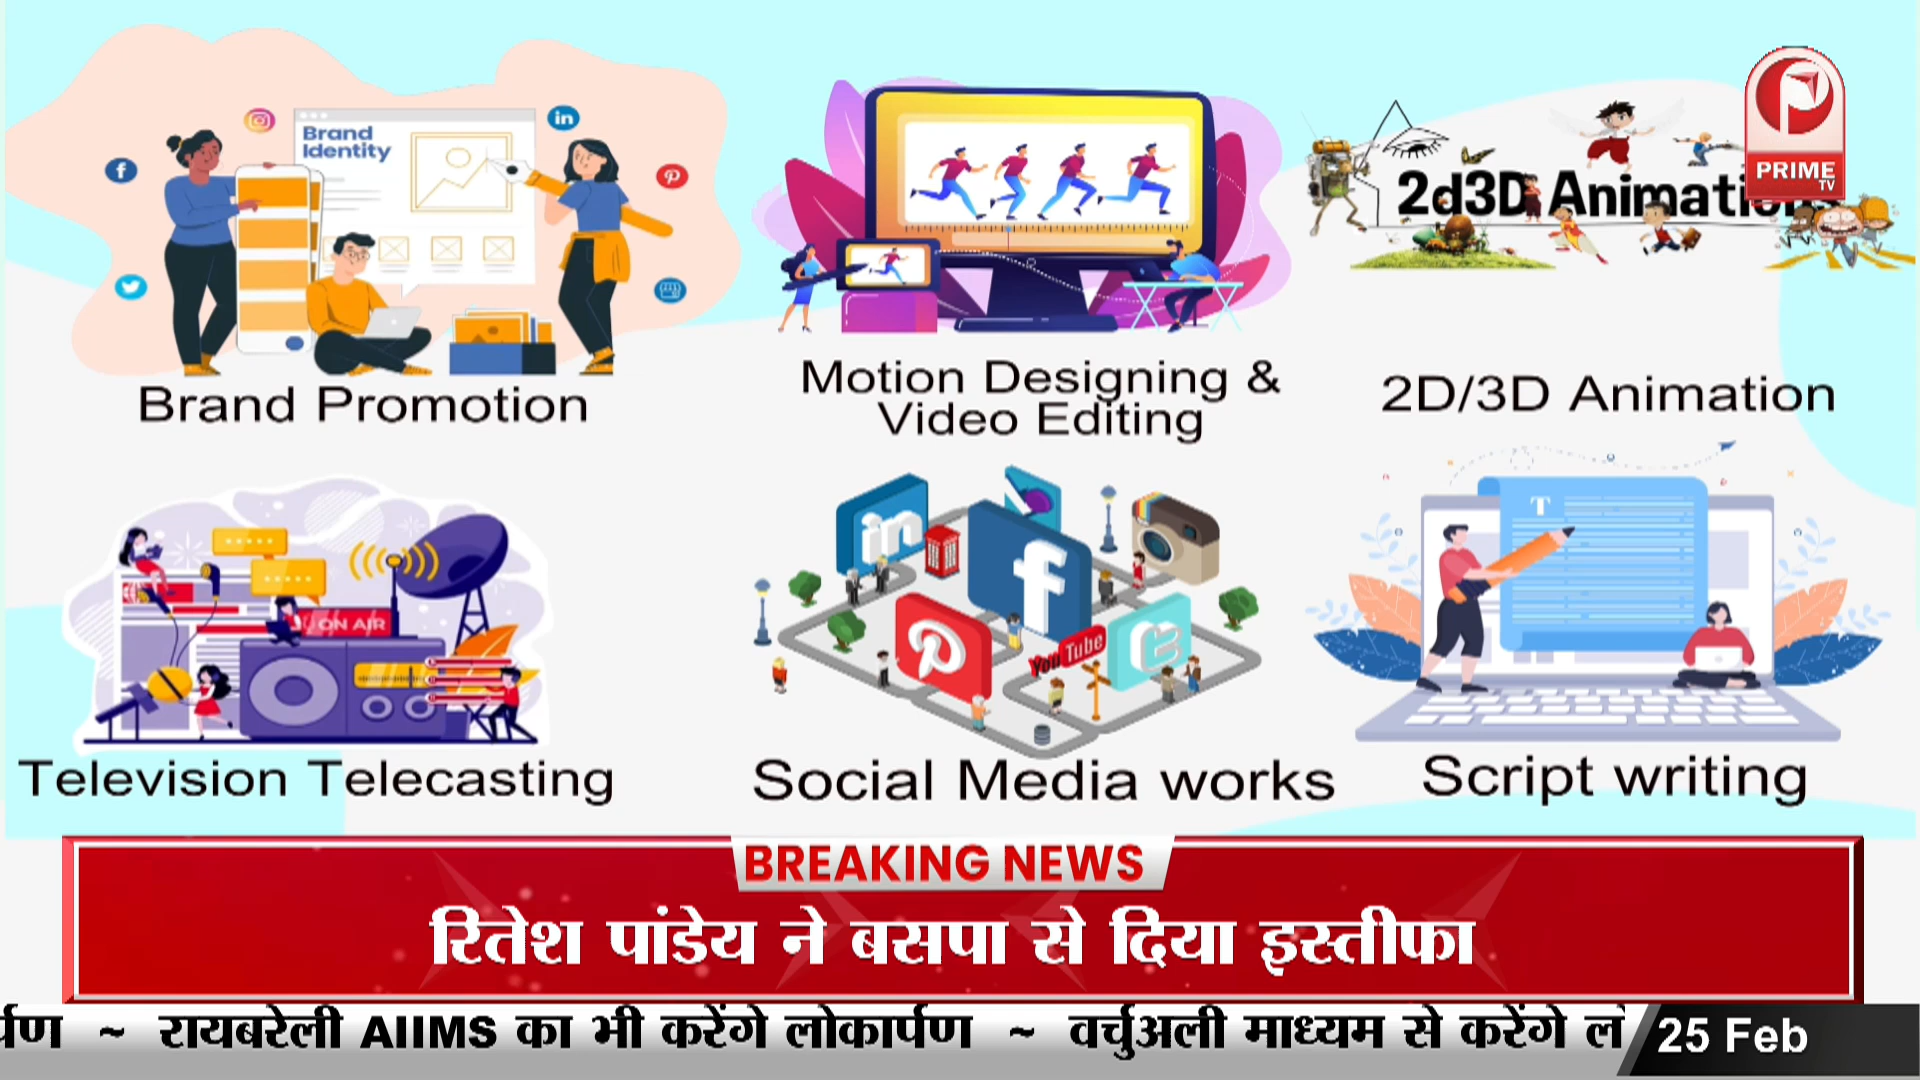 Brand
Identity
2d3D Animati
PRIME
TV
Brand Promotion
Motion Designing &
Video Editing
2D/3D Animation
ON AIR
You Tube
T
Television Telecasting
Social Media works
Script writing
BREAKING NEWS
रितेश पांडेय ने बसपा से दिया इस्तीफा
~ रायबरेली AIIMS का भी करेंगे लोकार्पण ~ वर्चुअली माध्यम से करेंगे
25 Feb